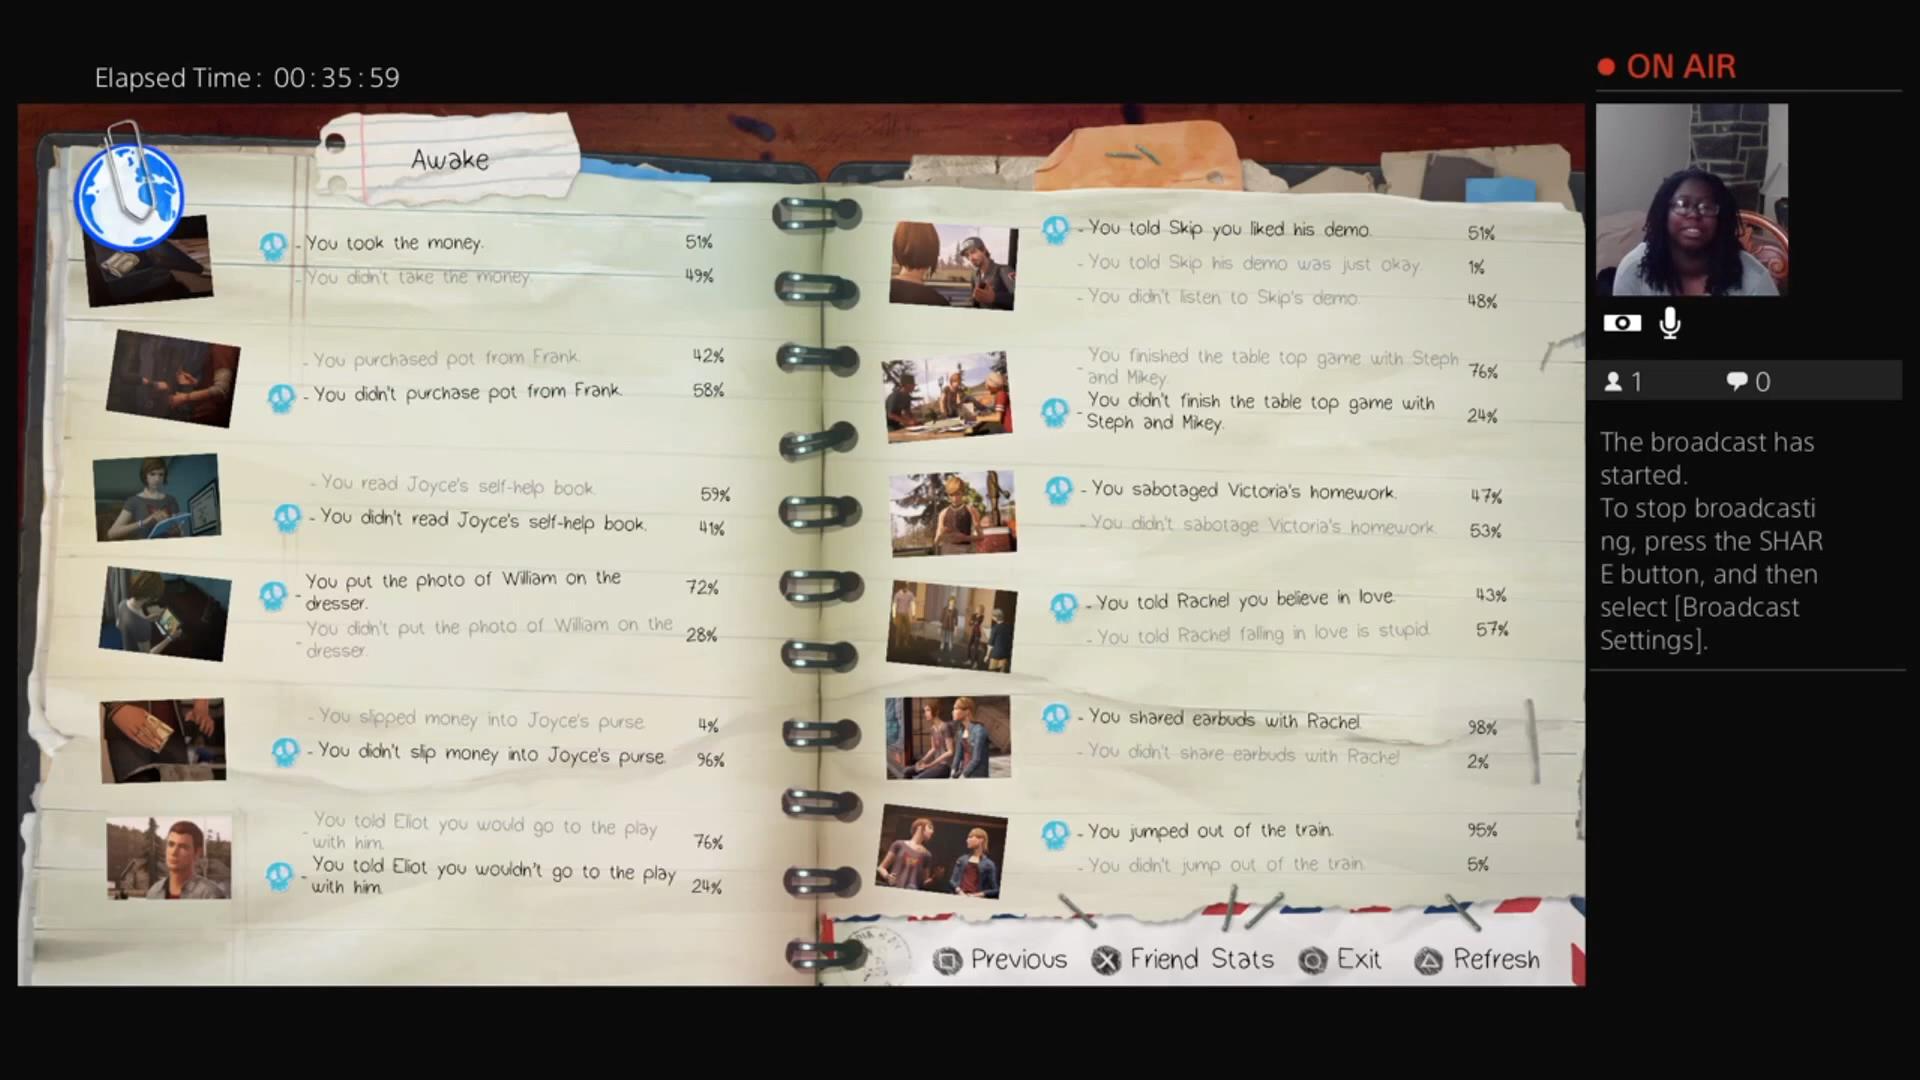 Elapsed Time: 00:35:59
ON AIR
Awake
- You took the money. 51%
- You didn't take the money. 49%
- You purchased pot from Frank. 42%
- You didn't purchase pot from Frank. 58%
- You read Joyce's self-help book. 59%
- You didn't read Joyce's self-help book. 41%
- You put the photo of William on the 72%
dresser.
- You didn't put the photo of William on the 28%
dresser.
- You slipped money into Joyce's purse. 4%
- You didn't slip money into Joyce's purse. 96%
- You told Eliot you would go to the play 76%
with him.
- You told Eliot you wouldn't go to the play 24%
with him.
- You told Skip you liked his demo. 51%
- You told Skip his demo was just okay. 1%
- You didn't listen to Skip's demo. 48%
- You finished the table top game with Steph 76%
and Mikey.
- You didn't finish the table top game with 24%
Steph and Mikey.
- You sabotaged Victoria's homework. 47%
- You didn't sabotage Victoria's homework. 53%
- You told Rachel you believe in love. 43%
- You told Rachel falling in love is stupid. 57%
- You shared earbuds with Rachel. 98%
- You didn't share earbuds with Rachel. 2%
- You jumped out of the train. 95%
- You didn't jump out of the train. 5%
Previous Friend Stats Exit Refresh
1 0
The broadcast has
started.
To stop broadcasti
ng, press the SHAR
E button, and then
select [Broadcast
Settings].